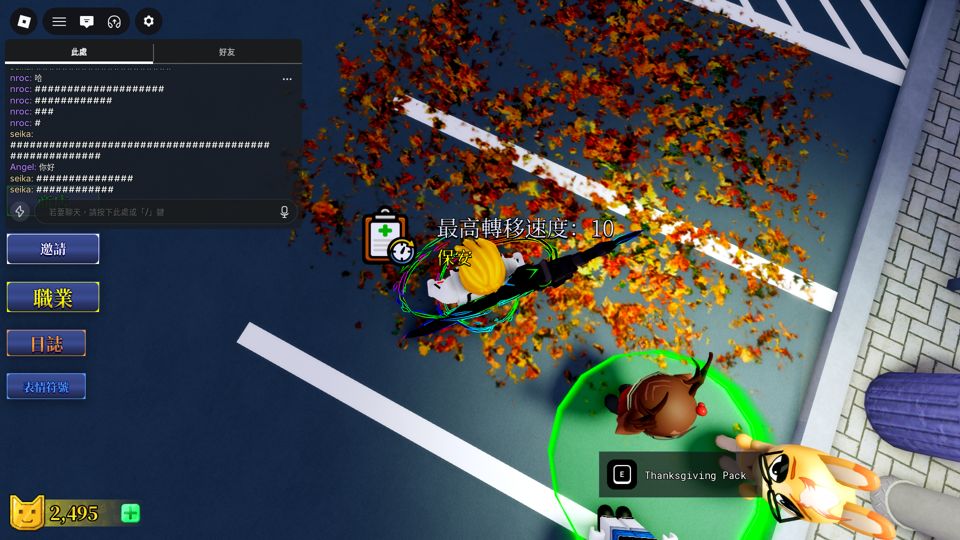 此處
好友
nroc: 哈
nroc: ####################
nroc: ############
nroc: ###
nroc: #
seika:
########################################
##############
Angel: 你好
seika: ###############
seika: ############
若要聊天，請按下此處或「/」鍵
邀請
職業
日誌
表情符號
最高轉移速度: 10
保安
E
Thanksgiving Pack
2,495